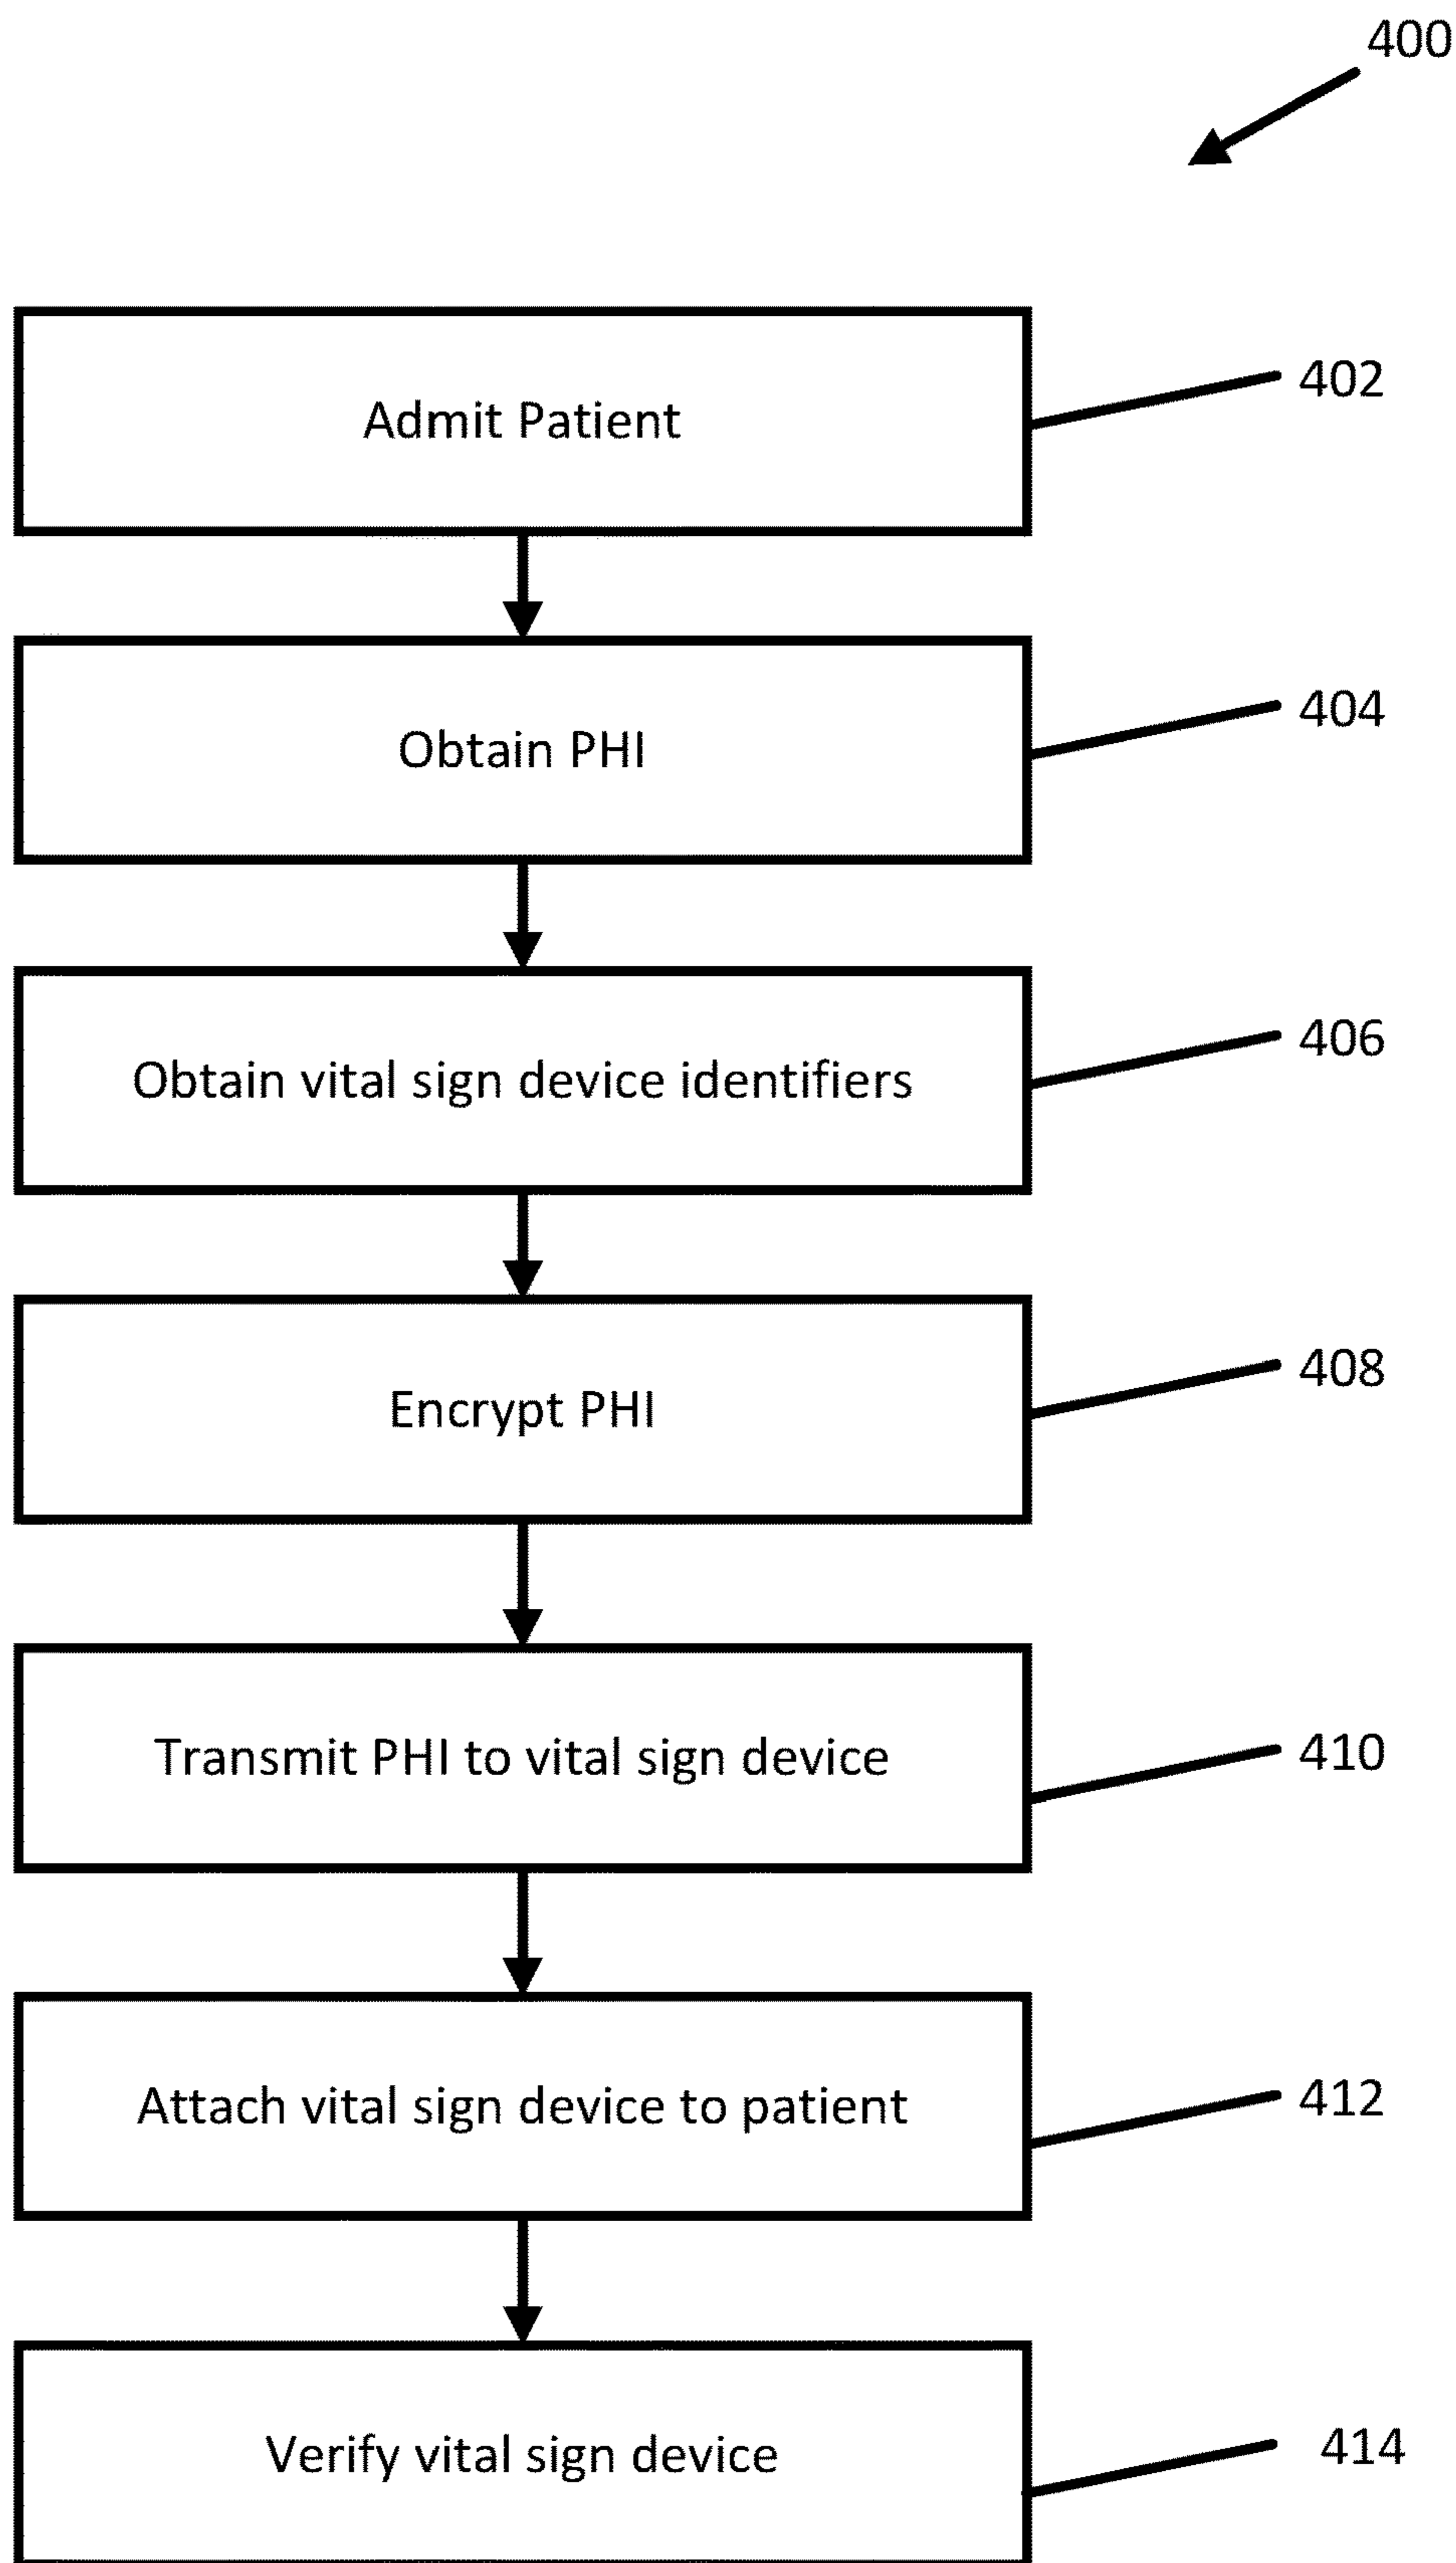 400
Admit Patient
402
Obtain PHI
404
Obtain vital sign device identifiers
406
Encrypt PHI
408
Transmit PHI to vital sign device
410
Attach vital sign device to patient
412
Verify vital sign device
414